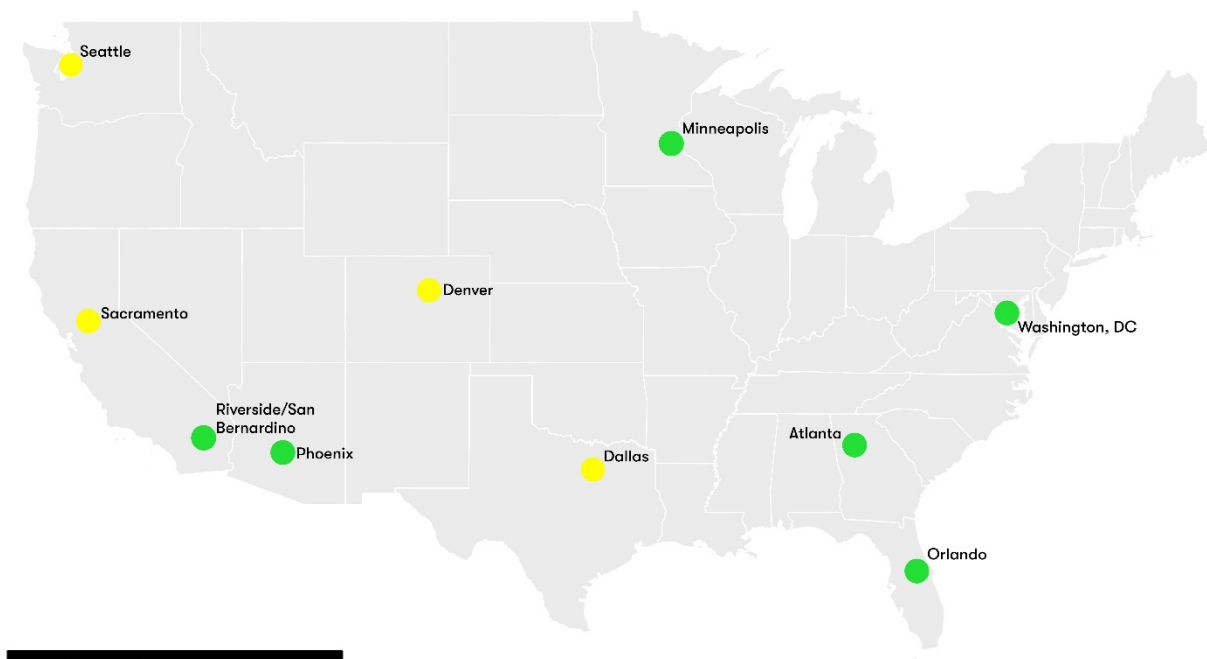 Seattle
Minneapolis
Denver
Sacramento
Washington, DC
Riverside/San
Bernardino
Phoenix
Atlanta
Dallas
Orlando